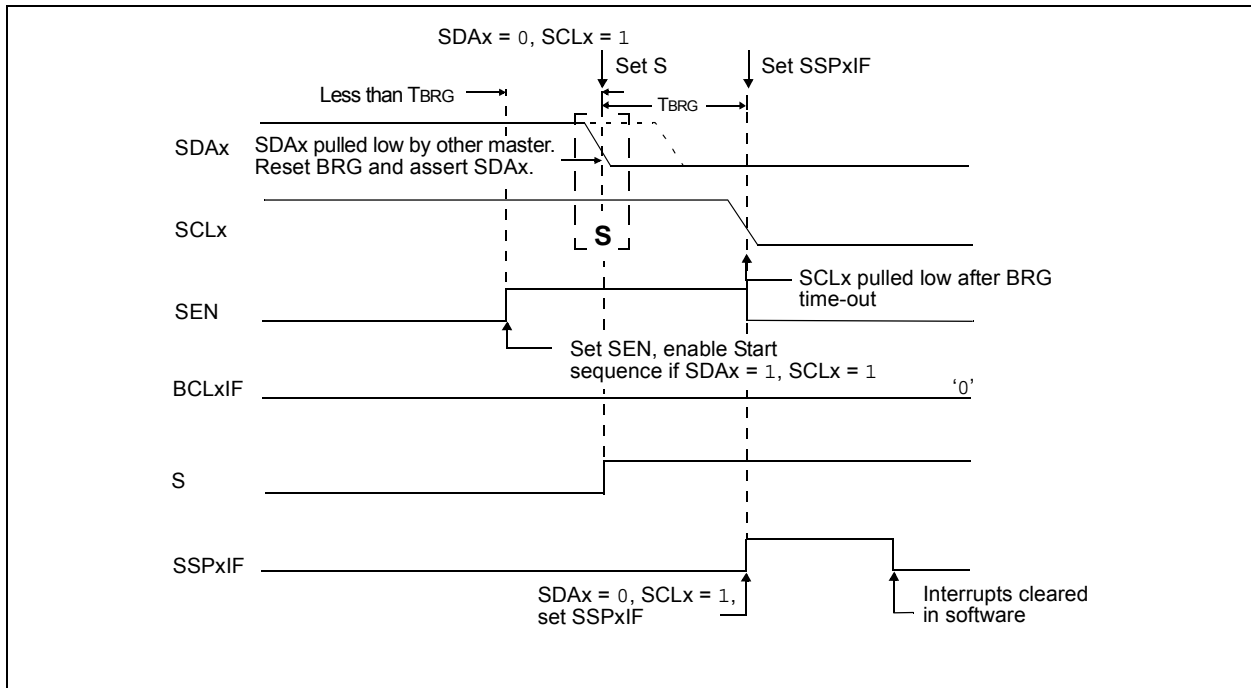 SDAx = 0, SCLx = 1
Set S
Set SSPxIF
Less than TBRG
TBRG
SDAx
SDAx pulled low by other master.
Reset BRG and assert SDAx.
SCLx
S
SCLx pulled low after BRG
time-out
SEN
Set SEN, enable Start
sequence if SDAx = 1, SCLx = 1
BCLxIF
‘0’
S
SSPxIF
SDAx = 0, SCLx = 1,
set SSPxIF
Interrupts cleared
in software